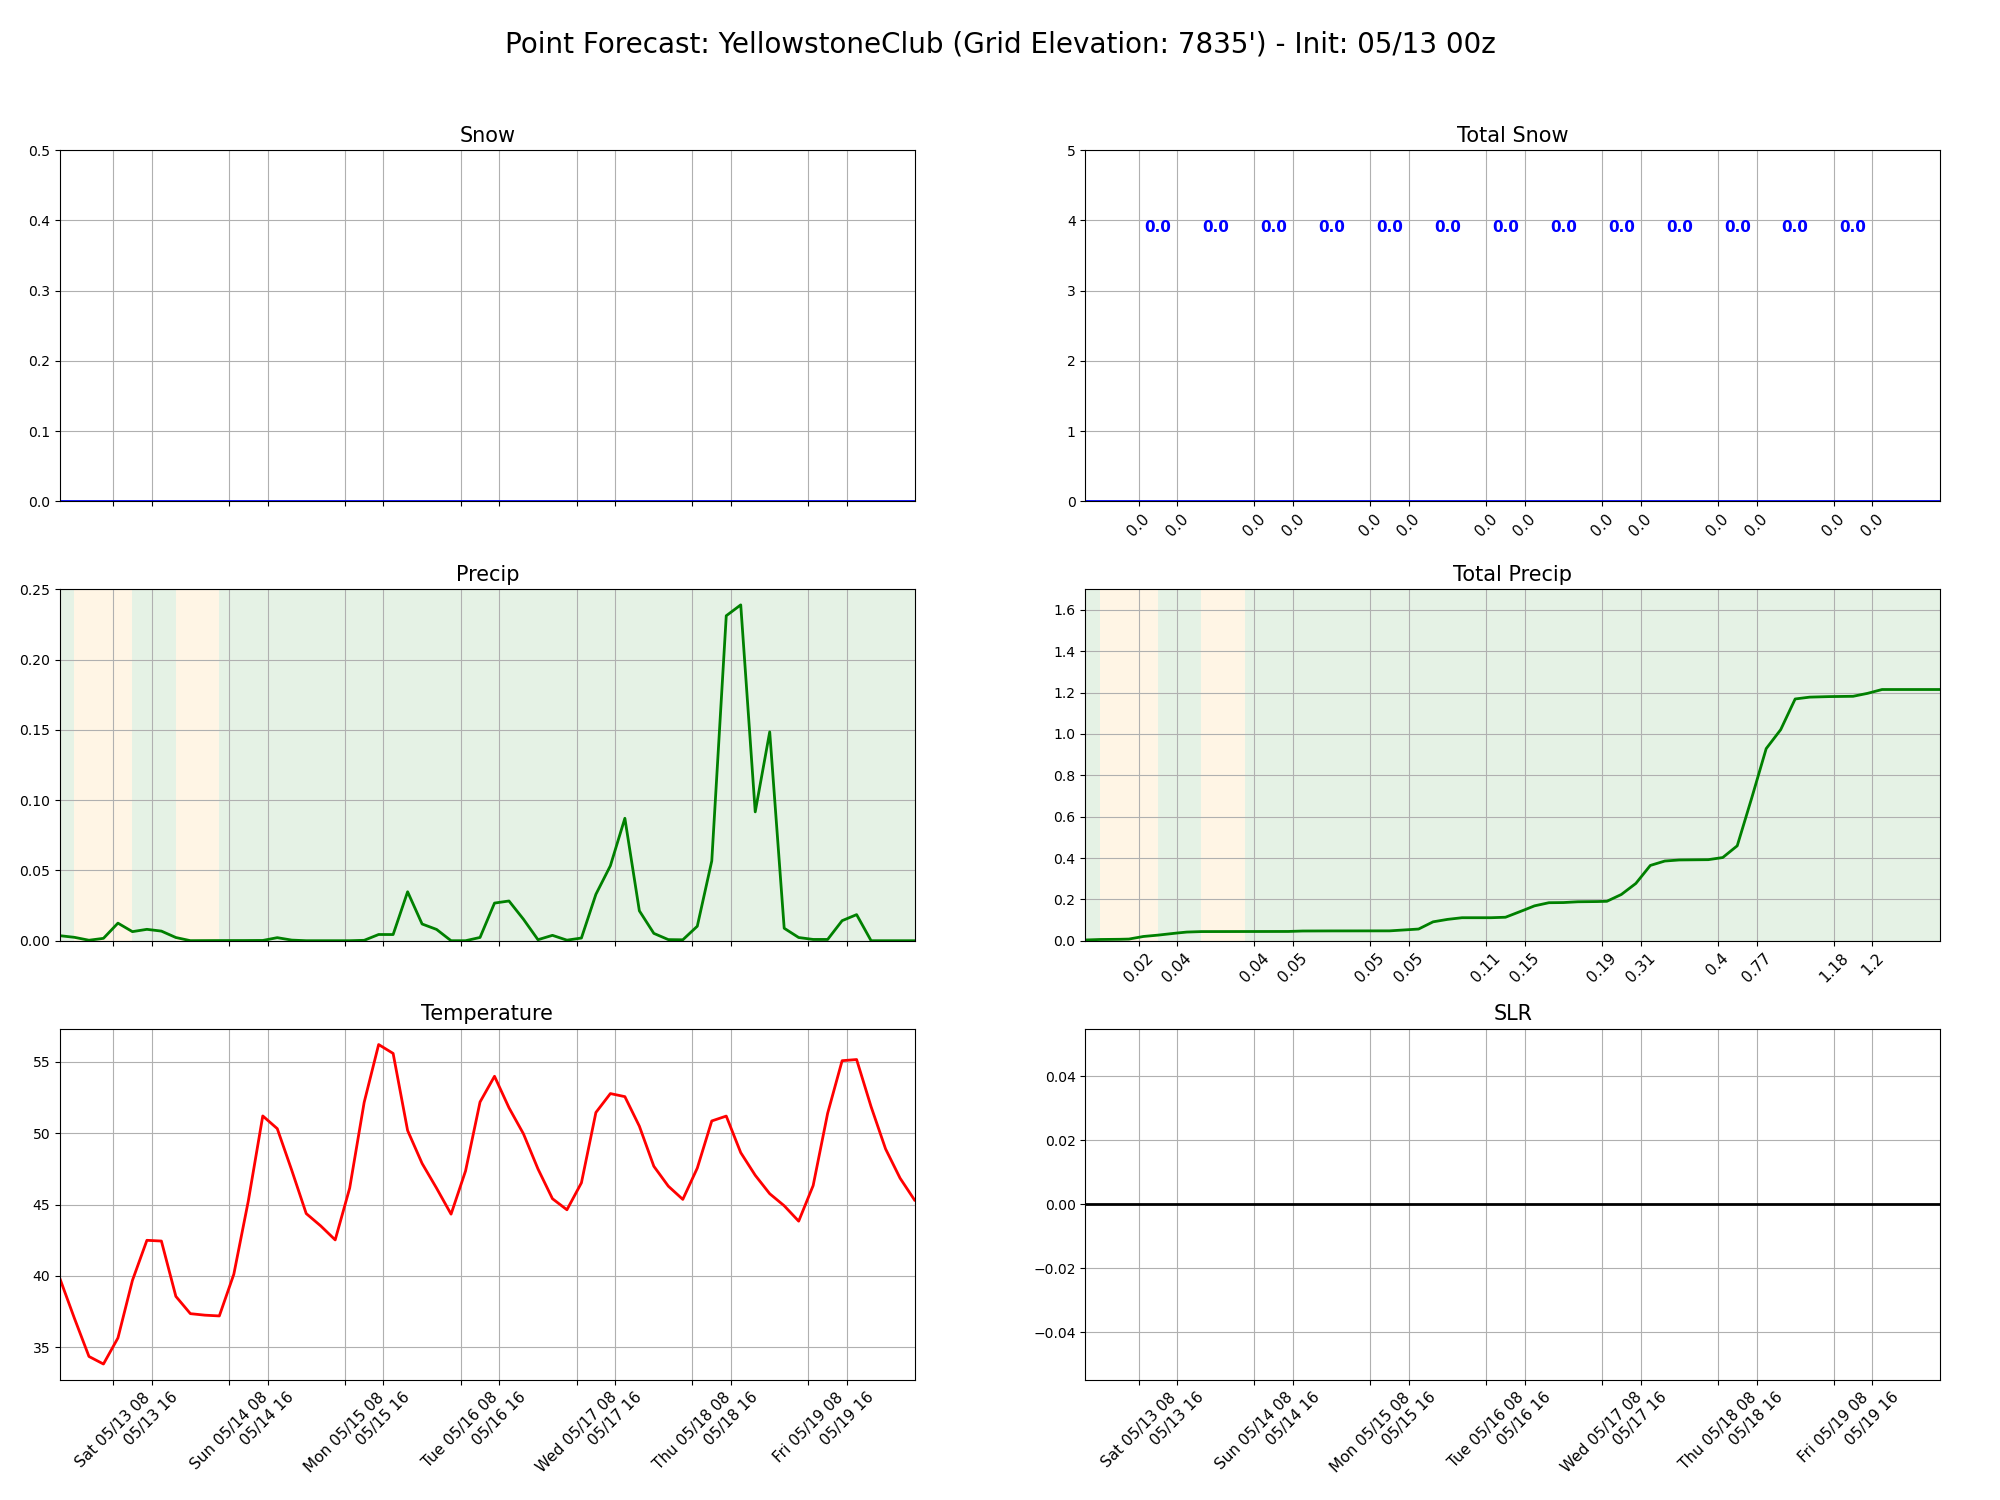 Point Forecast: YellowstoneClub (Grid Elevation: 7835') - Init: 05/13 00z
Snow
0.5
0.4
0.3
0.2
0.1
0.0
Total Snow
5
4
3
2
1
0
0.0 0.0 0.0 0.0 0.0 0.0 0.0 0.0 0.0 0.0 0.0 0.0 0.0
0.0 0.0 0.0 0.0 0.0 0.0 0.0 0.0 0.0 0.0 0.0 0.0 0.0 0.0
Precip
0.25
0.20
0.15
0.10
0.05
0.00
Total Precip
1.6
1.4
1.2
1.0
0.8
0.6
0.4
0.2
0.0
0.02 0.04 0.04 0.05 0.05 0.05 0.11 0.15 0.19 0.31 0.4 0.77 1.18 1.2
Temperature
55
50
45
40
35
Sat 05/13 08
05/13 16
Sun 05/14 08
05/14 16
Mon 05/15 08
05/15 16
Tue 05/16 08
05/16 16
Wed 05/17 08
05/17 16
Thu 05/18 08
05/18 16
Fri 05/19 08
05/19 16
SLR
0.04
0.02
0.00
−0.02
−0.04
Sat 05/13 08
05/13 16
Sun 05/14 08
05/14 16
Mon 05/15 08
05/15 16
Tue 05/16 08
05/16 16
Wed 05/17 08
05/17 16
Thu 05/18 08
05/18 16
Fri 05/19 08
05/19 16